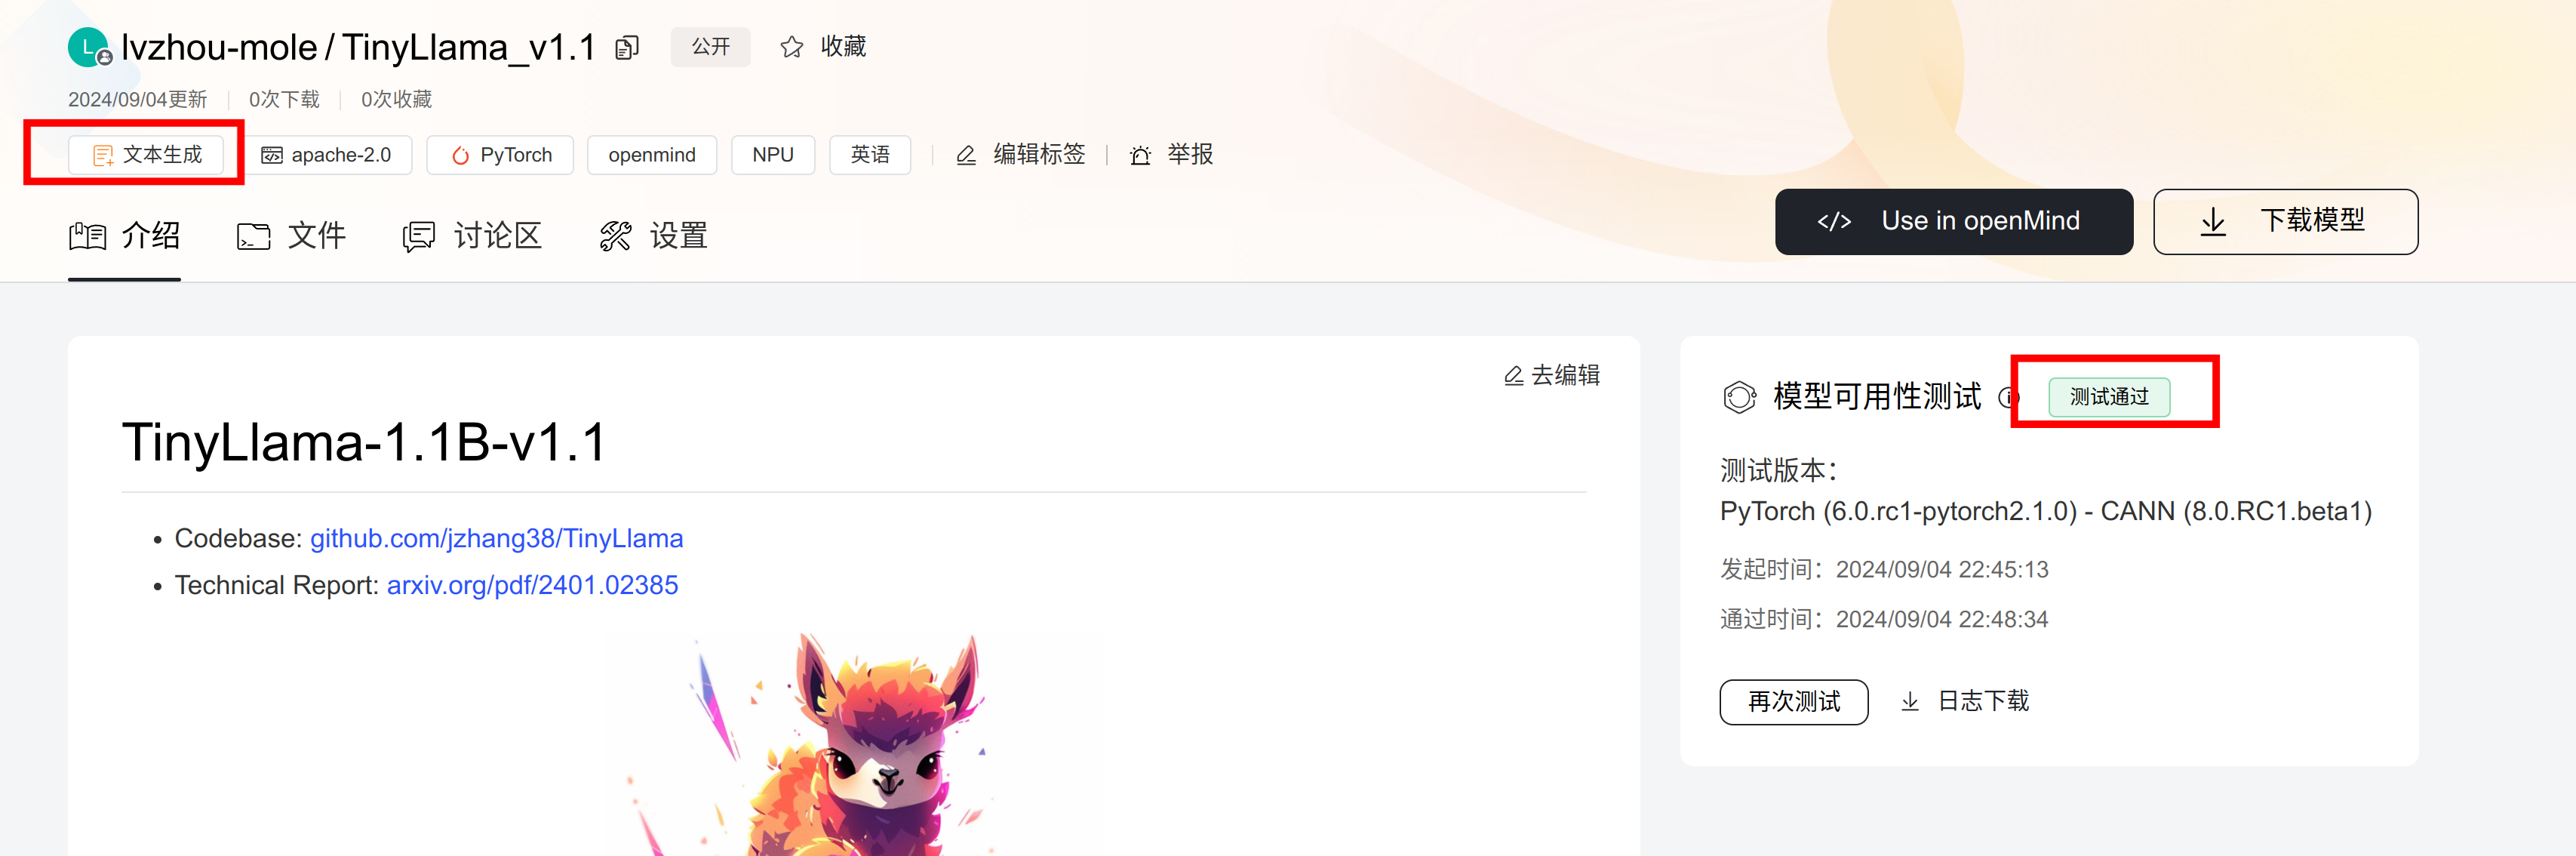 L lvzhou-mole / TinyLlama_v1.1 公开 收藏
2024/09/04更新 0次下载 0次收藏
文本生成 apache-2.0 PyTorch openmind NPU 英语 编辑标签 举报
介绍 文件 讨论区 设置
</> Use in openMind 下载模型
去编辑
TinyLlama-1.1B-v1.1
• Codebase: github.com/jzhang38/TinyLlama
• Technical Report: arxiv.org/pdf/2401.02385
模型可用性测试 测试通过
测试版本：
PyTorch (6.0.rc1-pytorch2.1.0) - CANN (8.0.RC1.beta1)
发起时间：2024/09/04 22:45:13
通过时间：2024/09/04 22:48:34
再次测试 日志下载